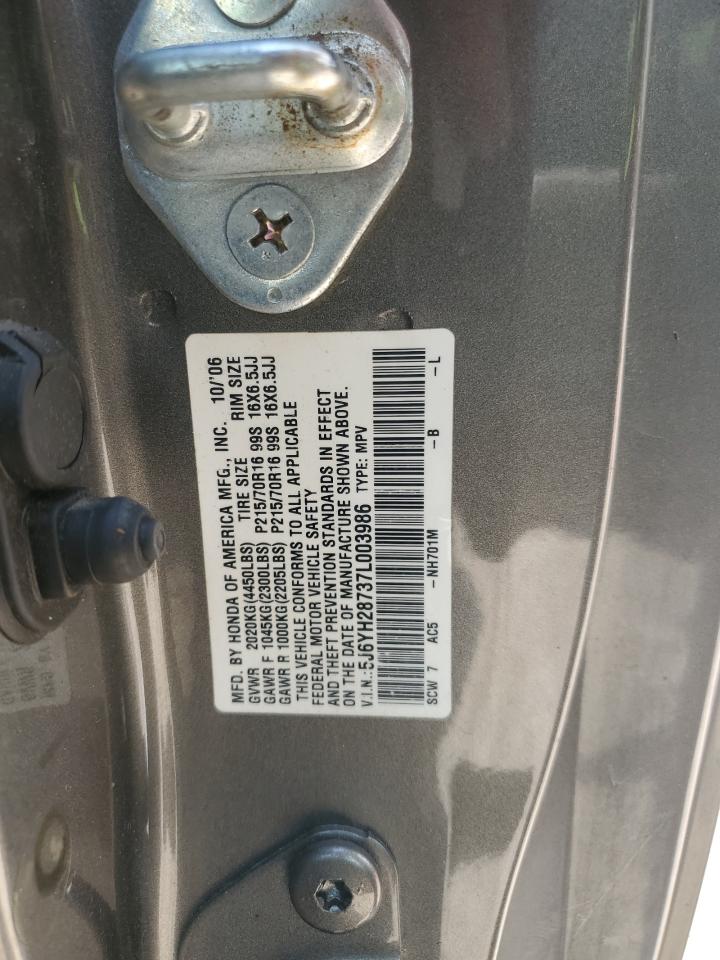 MFD. BY HONDA OF AMERICA MFG., INC. 10/'06
GVWR 2020KG(4450LBS) TIRE SIZE RIM SIZE
GAWR F 1045KG(2300LBS) P215/70R16 99S 16X6.5JJ
GAWR R 1000KG(2205LBS) P215/70R16 99S 16X6.5JJ
THIS VEHICLE CONFORMS TO ALL APPLICABLE
FEDERAL MOTOR VEHICLE SAFETY
AND THEFT PREVENTION STANDARDS IN EFFECT
ON THE DATE OF MANUFACTURE SHOWN ABOVE.
V.I.N.:5J6YH28737L003986 TYPE: MPV
SCW 7 AC5 -NH701M -B -L